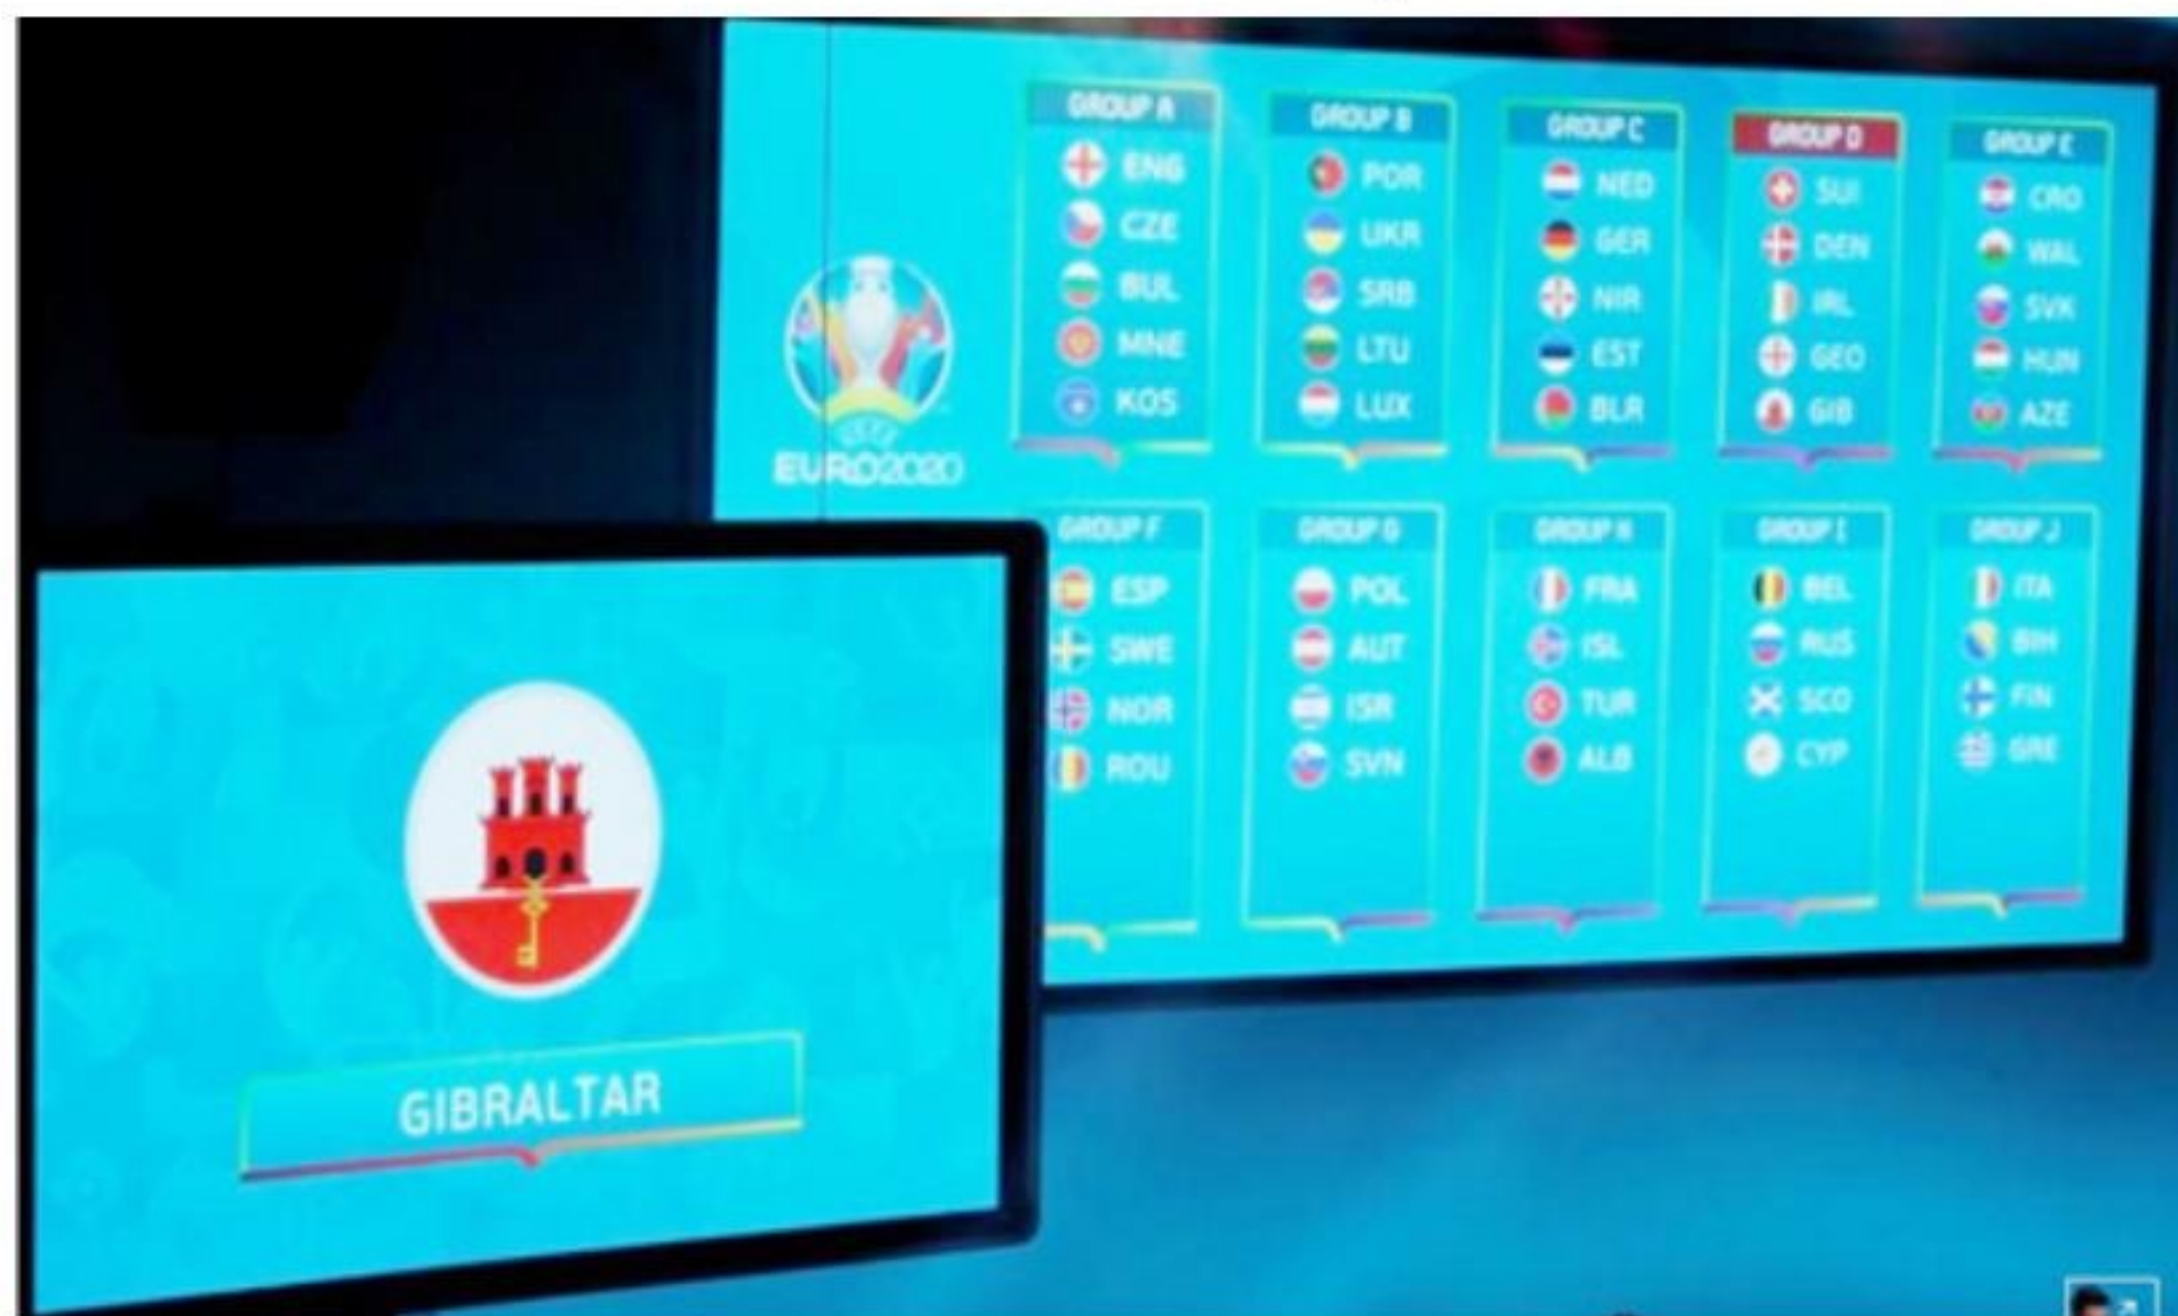 GROUP A
ENG
CZE
BUL
MNE
KOS
GROUP B
POR
UKR
SRB
LTU
LUX
GROUP C
NED
GER
NIR
EST
BLR
GROUP D
SUI
DEN
IRL
GEO
GIB
GROUP E
CRO
WAL
SVK
HUN
AZE
UEFA
EURO2020
GROUP F
ESP
SWE
NOR
ROU
GROUP G
POL
AUT
ISR
SVN
GROUP H
FRA
ISL
TUR
ALB
GROUP I
BEL
RUS
SCO
CYP
GROUP J
ITA
BIH
FIN
GRE
GIBRALTAR